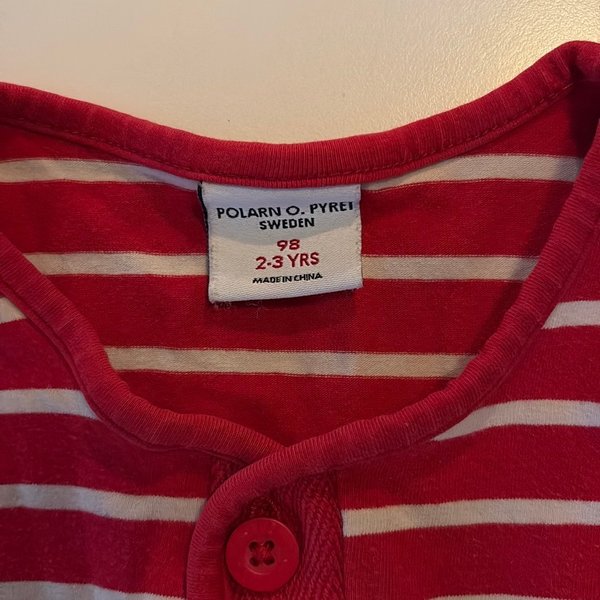 POLARN O. PYRET
SWEDEN
98
2-3 YRS
MADE IN CHINA